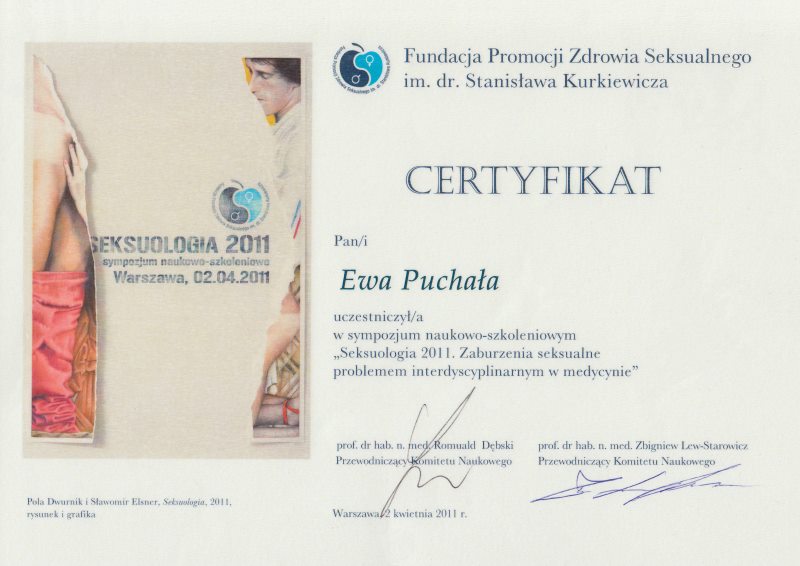 Fundacja Promocji Zdrowia Seksualnego
im. dr. Stanisława Kurkiewicza
CERTYFIKAT
SEKSUOLOGIA 2011
sympozjum naukowo-szkoleniowe
Warszawa, 02.04.2011
Pan/i
Ewa Puchała
uczestniczył/a
w sympozjum naukowo-szkoleniowym
„Seksuologia 2011. Zaburzenia seksualne
problemem interdyscyplinarnym w medycynie”
prof. dr hab. n. med. Romuald Dębski
Przewodniczący Komitetu Naukowego
prof. dr hab. n. med. Zbigniew Lew-Starowicz
Przewodniczący Komitetu Naukowego
Pola Dwurnik i Sławomir Elsner, Seksuologia, 2011,
rysunek i grafika
Warszawa, 2 kwietnia 2011 r.